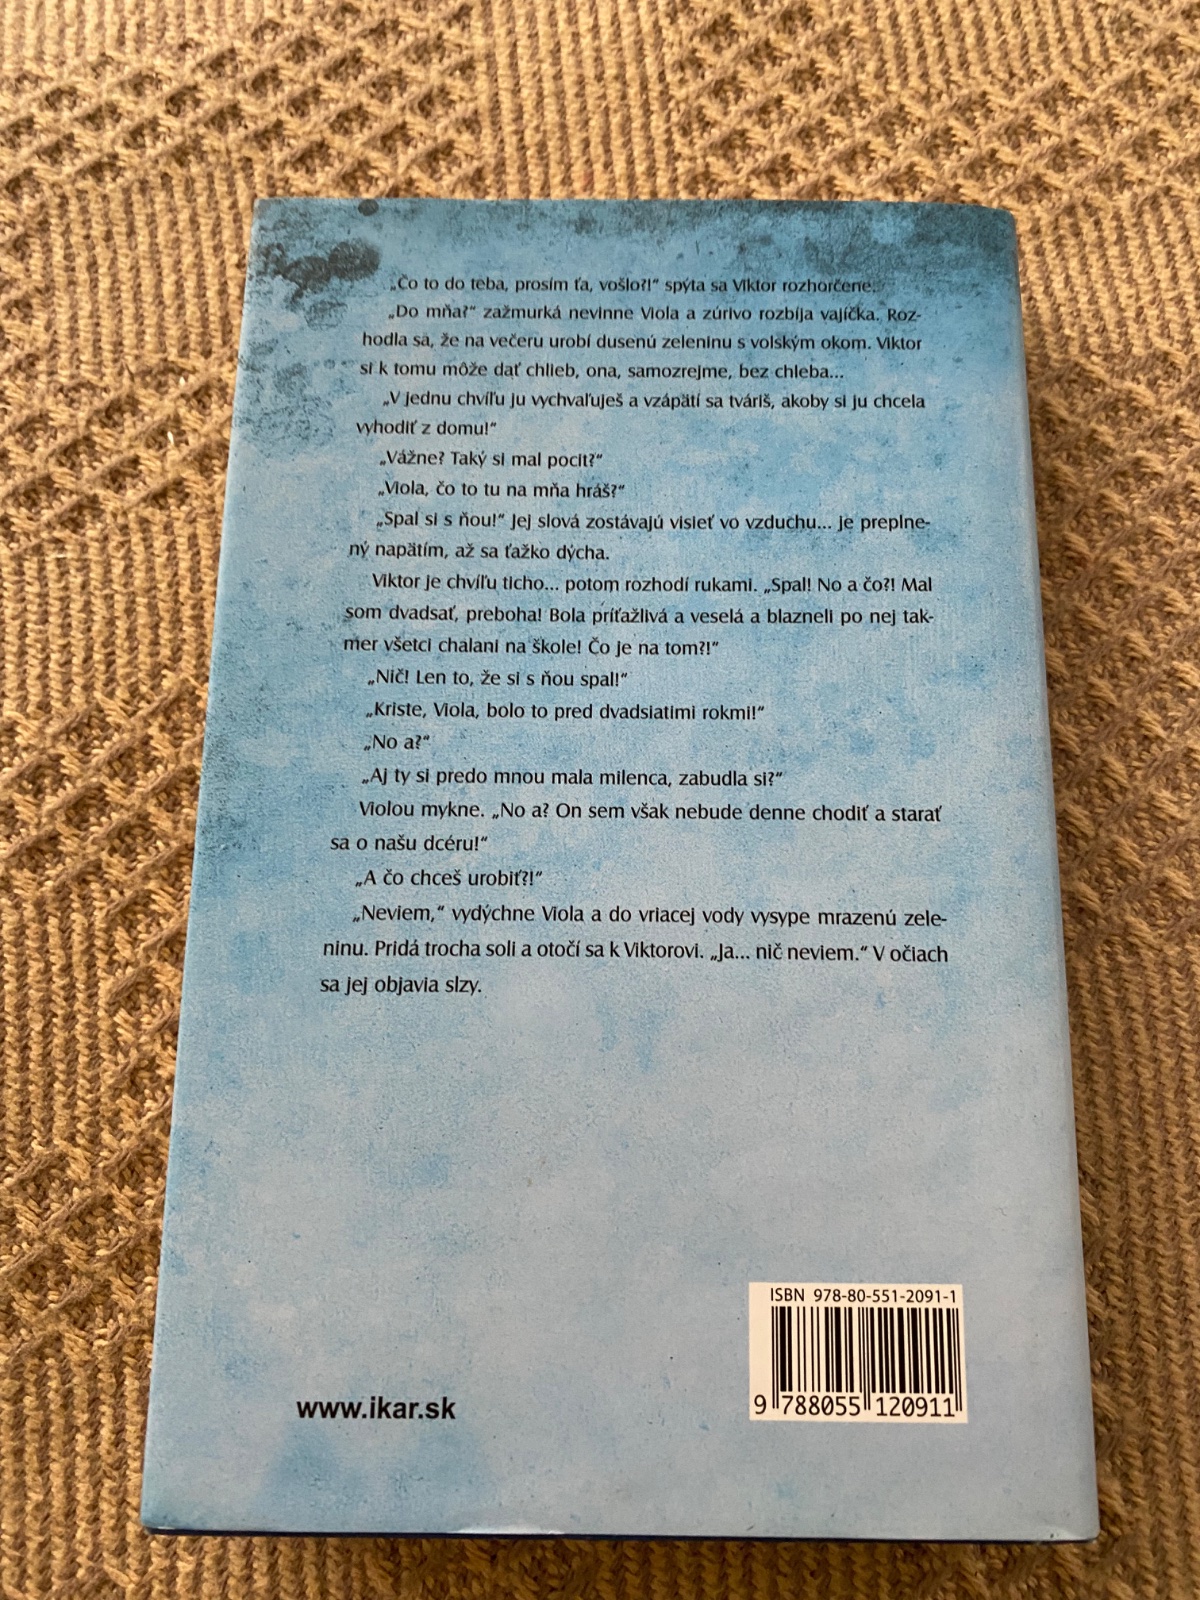 „Čo to do teba, prosím ťa, vošlo?!“ spýta sa Viktor rozhorčene.
„Do mňa?“ zažmurká nevinne Viola a zúrivo rozbíja vajíčka. Roz-
hodla sa, že na večeru urobí dusenú zeleninu s volským okom. Viktor
si k tomu môže dať chlieb, ona, samozrejme, bez chleba...
„V jednu chvíľu ju vychvaľuješ a vzápätí sa tváriš, akoby si ju chcela
vyhodiť z domu!“
„Vážne? Taký si mal pocit?“
„Viola, čo to tu na mňa hráš?“
„Spal si s ňou!“ Jej slová zostávajú visieť vo vzduchu... je preplne-
ný napätím, až sa ťažko dýcha.
Viktor je chvíľu ticho... potom rozhodí rukami. „Spal! No a čo?! Mal
som dvadsať, preboha! Bola príťažlivá a veselá a blazneli po nej tak-
mer všetci chalani na škole! Čo je na tom?!“
„Nič! Len to, že si s ňou spal!“
„Kriste, Viola, bolo to pred dvadsiatimi rokmi!“
„No a?“
„Aj ty si predo mnou mala milenca, zabudla si?“
Violou mykne. „No a? On sem však nebude denne chodiť a starať
sa o našu dcéru!“
„A čo chceš urobiť?!“
„Neviem,“ vydýchne Viola a do vriacej vody vysype mrazenú zele-
ninu. Pridá trocha soli a otočí sa k Viktorovi. „Ja... nič neviem.“ V očiach
sa jej objavia slzy.
ISBN 978-80-551-2091-1
9 788055 120911
www.ikar.sk